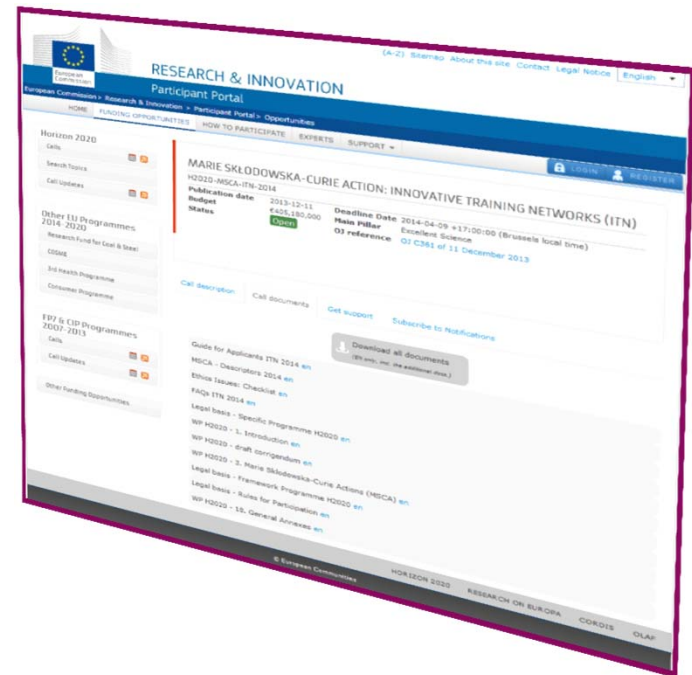 (A-Z) Sitemap About this site Contact Legal Notice English
European Commission
RESEARCH & INNOVATION
Participant Portal
European Commission > Research & Innovation > Participant Portal > Opportunities
HOME FUNDING OPPORTUNITIES HOW TO PARTICIPATE EXPERTS SUPPORT
LOGIN REGISTER
Horizon 2020
Calls
Search Topics
Call Updates
Other EU Programmes
2014-2020
Research Fund for Coal & Steel
COSME
3rd Health Programme
Consumer Programme
FP7 & CIP Programmes
2007-2013
Calls
Call Updates
Other Funding Opportunities
MARIE SKŁODOWSKA-CURIE ACTION: INNOVATIVE TRAINING NETWORKS (ITN)
H2020-MSCA-ITN-2014
Publication date 2013-12-11 Deadline Date 2014-04-09 +17:00:00 (Brussels local time)
Budget €405,180,000 Main Pillar Excellent Science
Status Open OJ reference OJ C361 of 11 December 2013
Call description Call documents Get support Subscribe to Notifications
Download all documents
(EN only, incl. the additional docs.)
Guide for Applicants ITN 2014 en
MSCA - Descriptors 2014 en
Ethics Issues: Checklist en
FAQs ITN 2014 en
Legal basis - Specific Programme H2020 en
WP H2020 - 1. Introduction en
WP H2020 - draft corrigendum en
WP H2020 - 3. Marie Skłodowska-Curie Actions (MSCA) en
Legal basis - Framework Programme H2020 en
Legal basis - Rules for Participation en
WP H2020 - 18. General Annexes en
© European Communities HORIZON 2020 RESEARCH ON EUROPA CORDIS OLAF